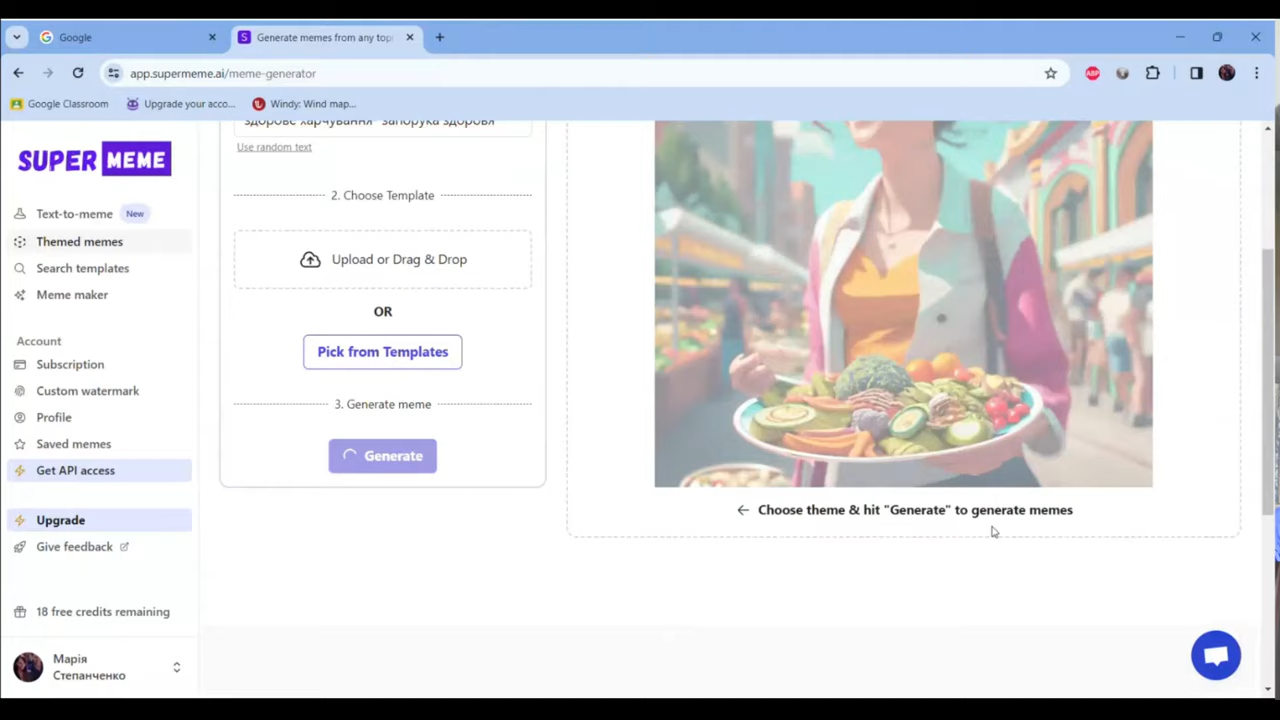 Google
Generate memes from any top
app.supermeme.ai/meme-generator
ABP
Google Classroom
Upgrade your acco...
Windy: Wind map...
SUPER MEME
Text-to-meme New
Themed memes
Search templates
Meme maker
Account
Subscription
Custom watermark
Profile
Saved memes
Get API access
Upgrade
Give feedback
18 free credits remaining
Марія
Степанченко
здорове харчування- запорука здоровя
Use random text
2. Choose Template
Upload or Drag & Drop
OR
Pick from Templates
3. Generate meme
Generate
Choose theme & hit "Generate" to generate memes